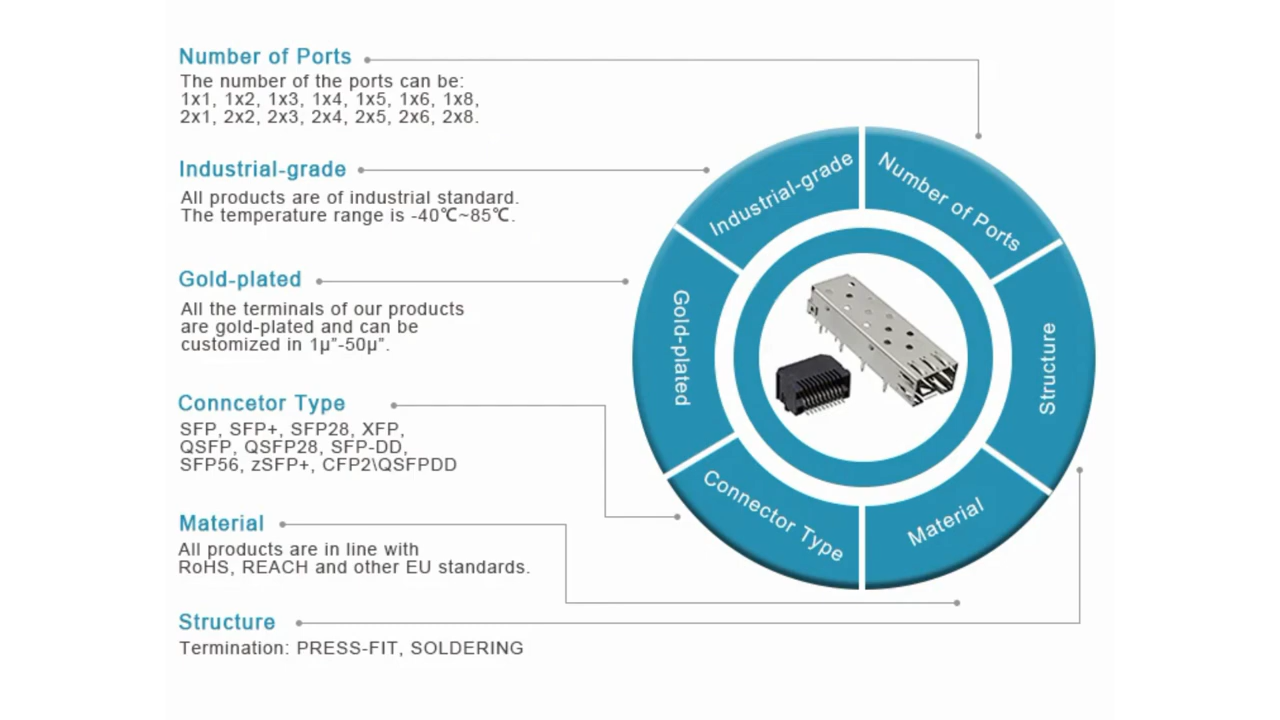 Number of Ports
The number of the ports can be:
1x1, 1x2, 1x3, 1x4, 1x5, 1x6, 1x8,
2x1, 2x2, 2x3, 2x4, 2x5, 2x6, 2x8.
Industrial-grade
All products are of industrial standard.
The temperature range is -40℃~85℃.
Gold-plated
All the terminals of our products
are gold-plated and can be
customized in 1μ”-50μ”.
Conncetor Type
SFP, SFP+, SFP28, XFP,
QSFP, QSFP28, SFP-DD,
SFP56, zSFP+, CFP2\QSFPDD
Material
All products are in line with
RoHS, REACH and other EU standards.
Structure
Termination: PRESS-FIT, SOLDERING
Industrial-grade
Number of Ports
Gold-plated
Structure
Connector Type
Material